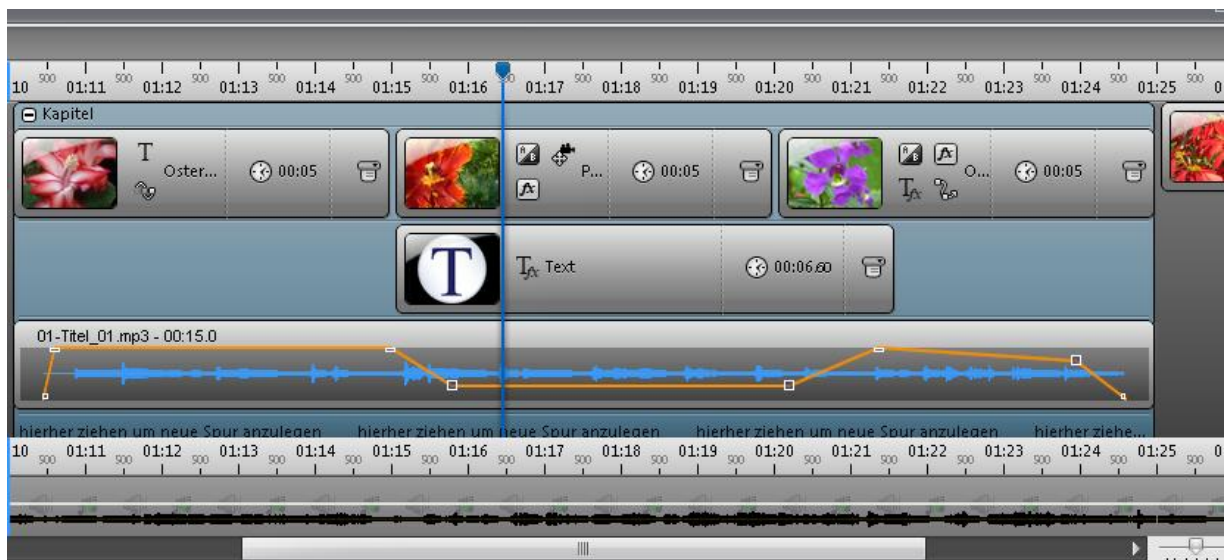 10 500 01:11 500 01:12 500 01:13 500 01:14 500 01:15 500 01:16 01:17 500 01:18 500 01:19 500 01:20 500 01:21 500 01:22 500 01:23 500 01:24 500 01:25 500 0
Kapitel
T Oster... 00:05 A B fx P... 00:05 A B fx Tfx O... 00:05
T Tfx Text 00:06.60
01-Titel_01.mp3 - 00:15.0
hierher ziehen um neue Spur anzulegen hierher ziehen um neue Spur anzulegen hierher ziehen um neue Spur anzulegen hierher ziehe...
10 500 01:11 500 01:12 500 01:13 500 01:14 500 01:15 500 01:16 500 01:17 500 01:18 500 01:19 500 01:20 500 01:21 500 01:22 500 01:23 500 01:24 500 01:25 500 0